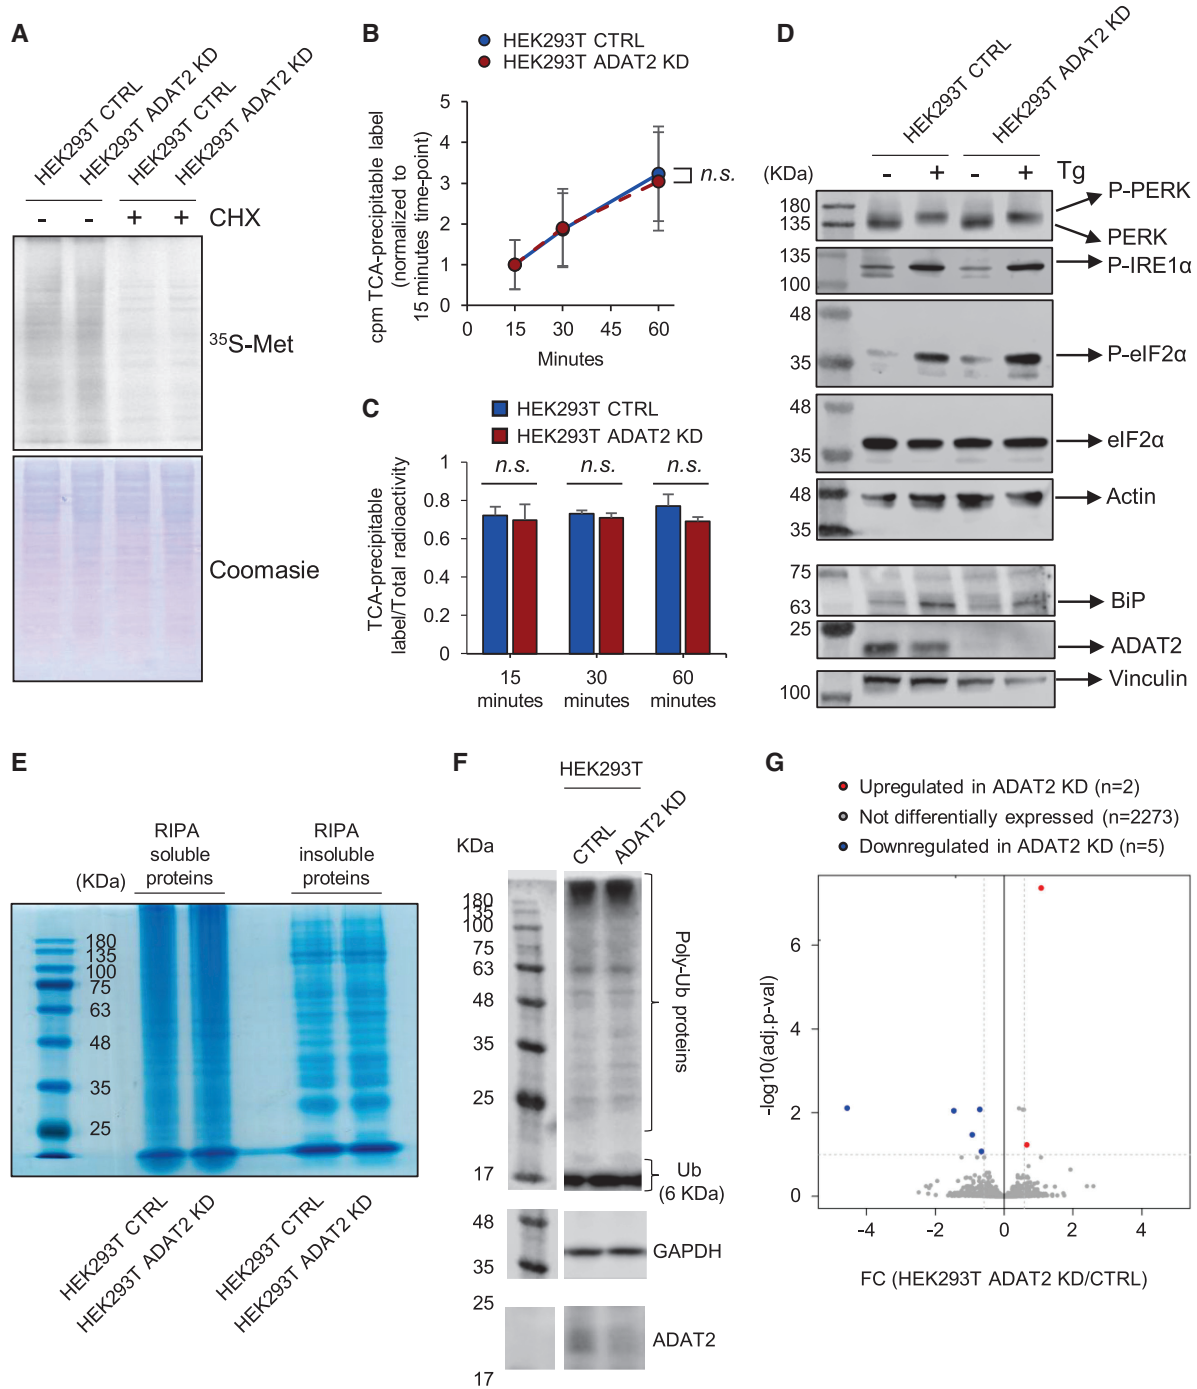 A
HEK293T CTRL
HEK293T ADAT2 KD
HEK293T CTRL
HEK293T ADAT2 KD
- - + + CHX
³⁵S-Met
Coomasie
B
HEK293T CTRL
HEK293T ADAT2 KD
cpm TCA-precipitable label
(normalized to
15 minutes time-point)
5
4
3
2
1
0
n.s.
0 15 30 45 60
Minutes
C
HEK293T CTRL
HEK293T ADAT2 KD
TCA-precipitable
label/Total radioactivity
1
0.8
0.6
0.4
0.2
0
n.s. n.s. n.s.
15 30 60
minutes minutes minutes
D
HEK293T CTRL
HEK293T ADAT2 KD
(KDa) - + - + Tg
180
135
P-PERK
PERK
135
100
P-IRE1α
48
35
P-eIF2α
48
35
eIF2α
48
35
Actin
75
63
BiP
25
ADAT2
100
Vinculin
E
RIPA
soluble
proteins
RIPA
insoluble
proteins
(KDa)
180
135
100
75
63
48
35
25
HEK293T CTRL
HEK293T ADAT2 KD
HEK293T CTRL
HEK293T ADAT2 KD
F
HEK293T
CTRL
ADAT2 KD
KDa
180
135
100
75
63
48
35
25
17
Poly-Ub proteins
Ub
(6 KDa)
48
35
GAPDH
25
17
ADAT2
G
Upregulated in ADAT2 KD (n=2)
Not differentially expressed (n=2273)
Downregulated in ADAT2 KD (n=5)
-log10(adj.p-val)
6
4
2
0
-4 -2 0 2 4
FC (HEK293T ADAT2 KD/CTRL)